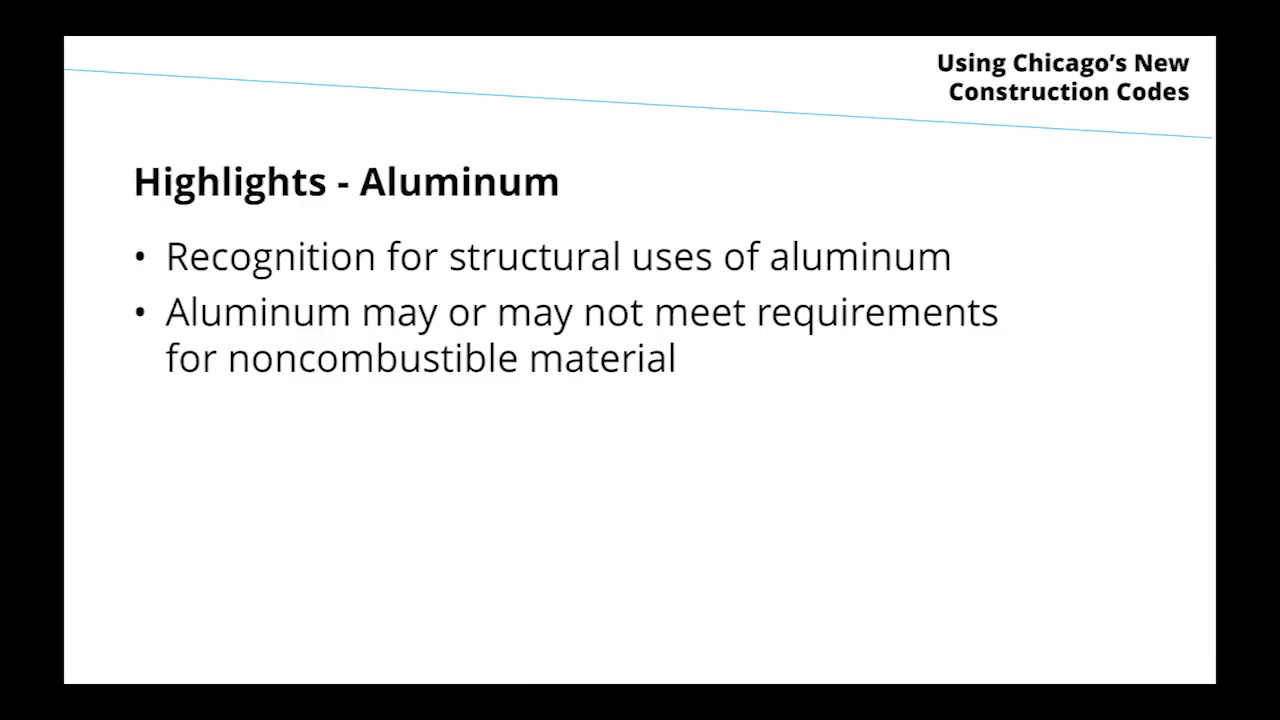 Using Chicago’s New
Construction Codes
Highlights - Aluminum
• Recognition for structural uses of aluminum
• Aluminum may or may not meet requirements
for noncombustible material